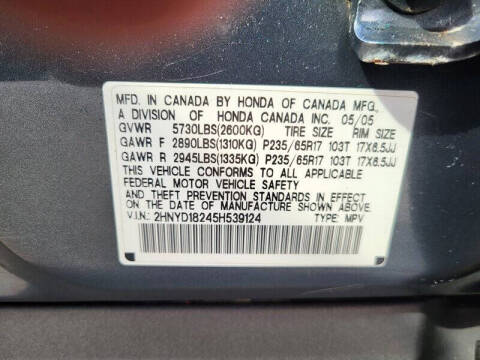 MFD. IN CANADA BY HONDA OF CANADA MFG.,
A DIVISION OF HONDA CANADA INC. 05/05
GVWR 5730LBS(2600KG) TIRE SIZE RIM SIZE
GAWR F 2890LBS(1310KG) P235/65R17 103T 17X6.5JJ
GAWR R 2945LBS(1335KG) P235/65R17 103T 17X6.5JJ
THIS VEHICLE CONFORMS TO ALL APPLICABLE
FEDERAL MOTOR VEHICLE SAFETY
AND THEFT PREVENTION STANDARDS IN EFFECT
ON THE DATE OF MANUFACTURE SHOWN ABOVE.
V.I.N.: 2HNYD18245H539124 TYPE: MPV